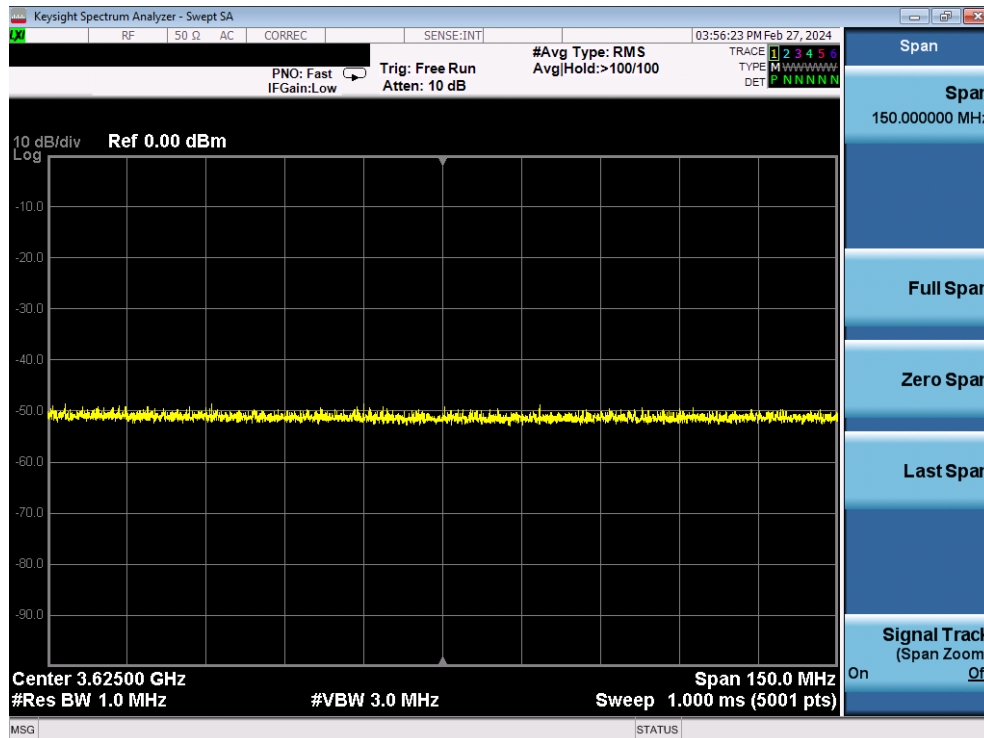 Keysight Spectrum Analyzer - Swept SA
LXI RF 50 Ω AC CORREC SENSE:INT 03:56:23 PM Feb 27, 2024
PNO: Fast
IFGain:Low
Trig: Free Run
Atten: 10 dB
#Avg Type: RMS
Avg|Hold:>100/100
TRACE 1 2 3 4 5 6
TYPE M WWWWW
DET P N N N N N
10 dB/div Ref 0.00 dBm
Log
-10.0
-20.0
-30.0
-40.0
-50.0
-60.0
-70.0
-80.0
-90.0
Center 3.62500 GHz Span 150.0 MHz
#Res BW 1.0 MHz #VBW 3.0 MHz Sweep 1.000 ms (5001 pts)
MSG STATUS
Span
Span
150.000000 MHz
Full Span
Zero Span
Last Span
Signal Track
(Span Zoom
On Of